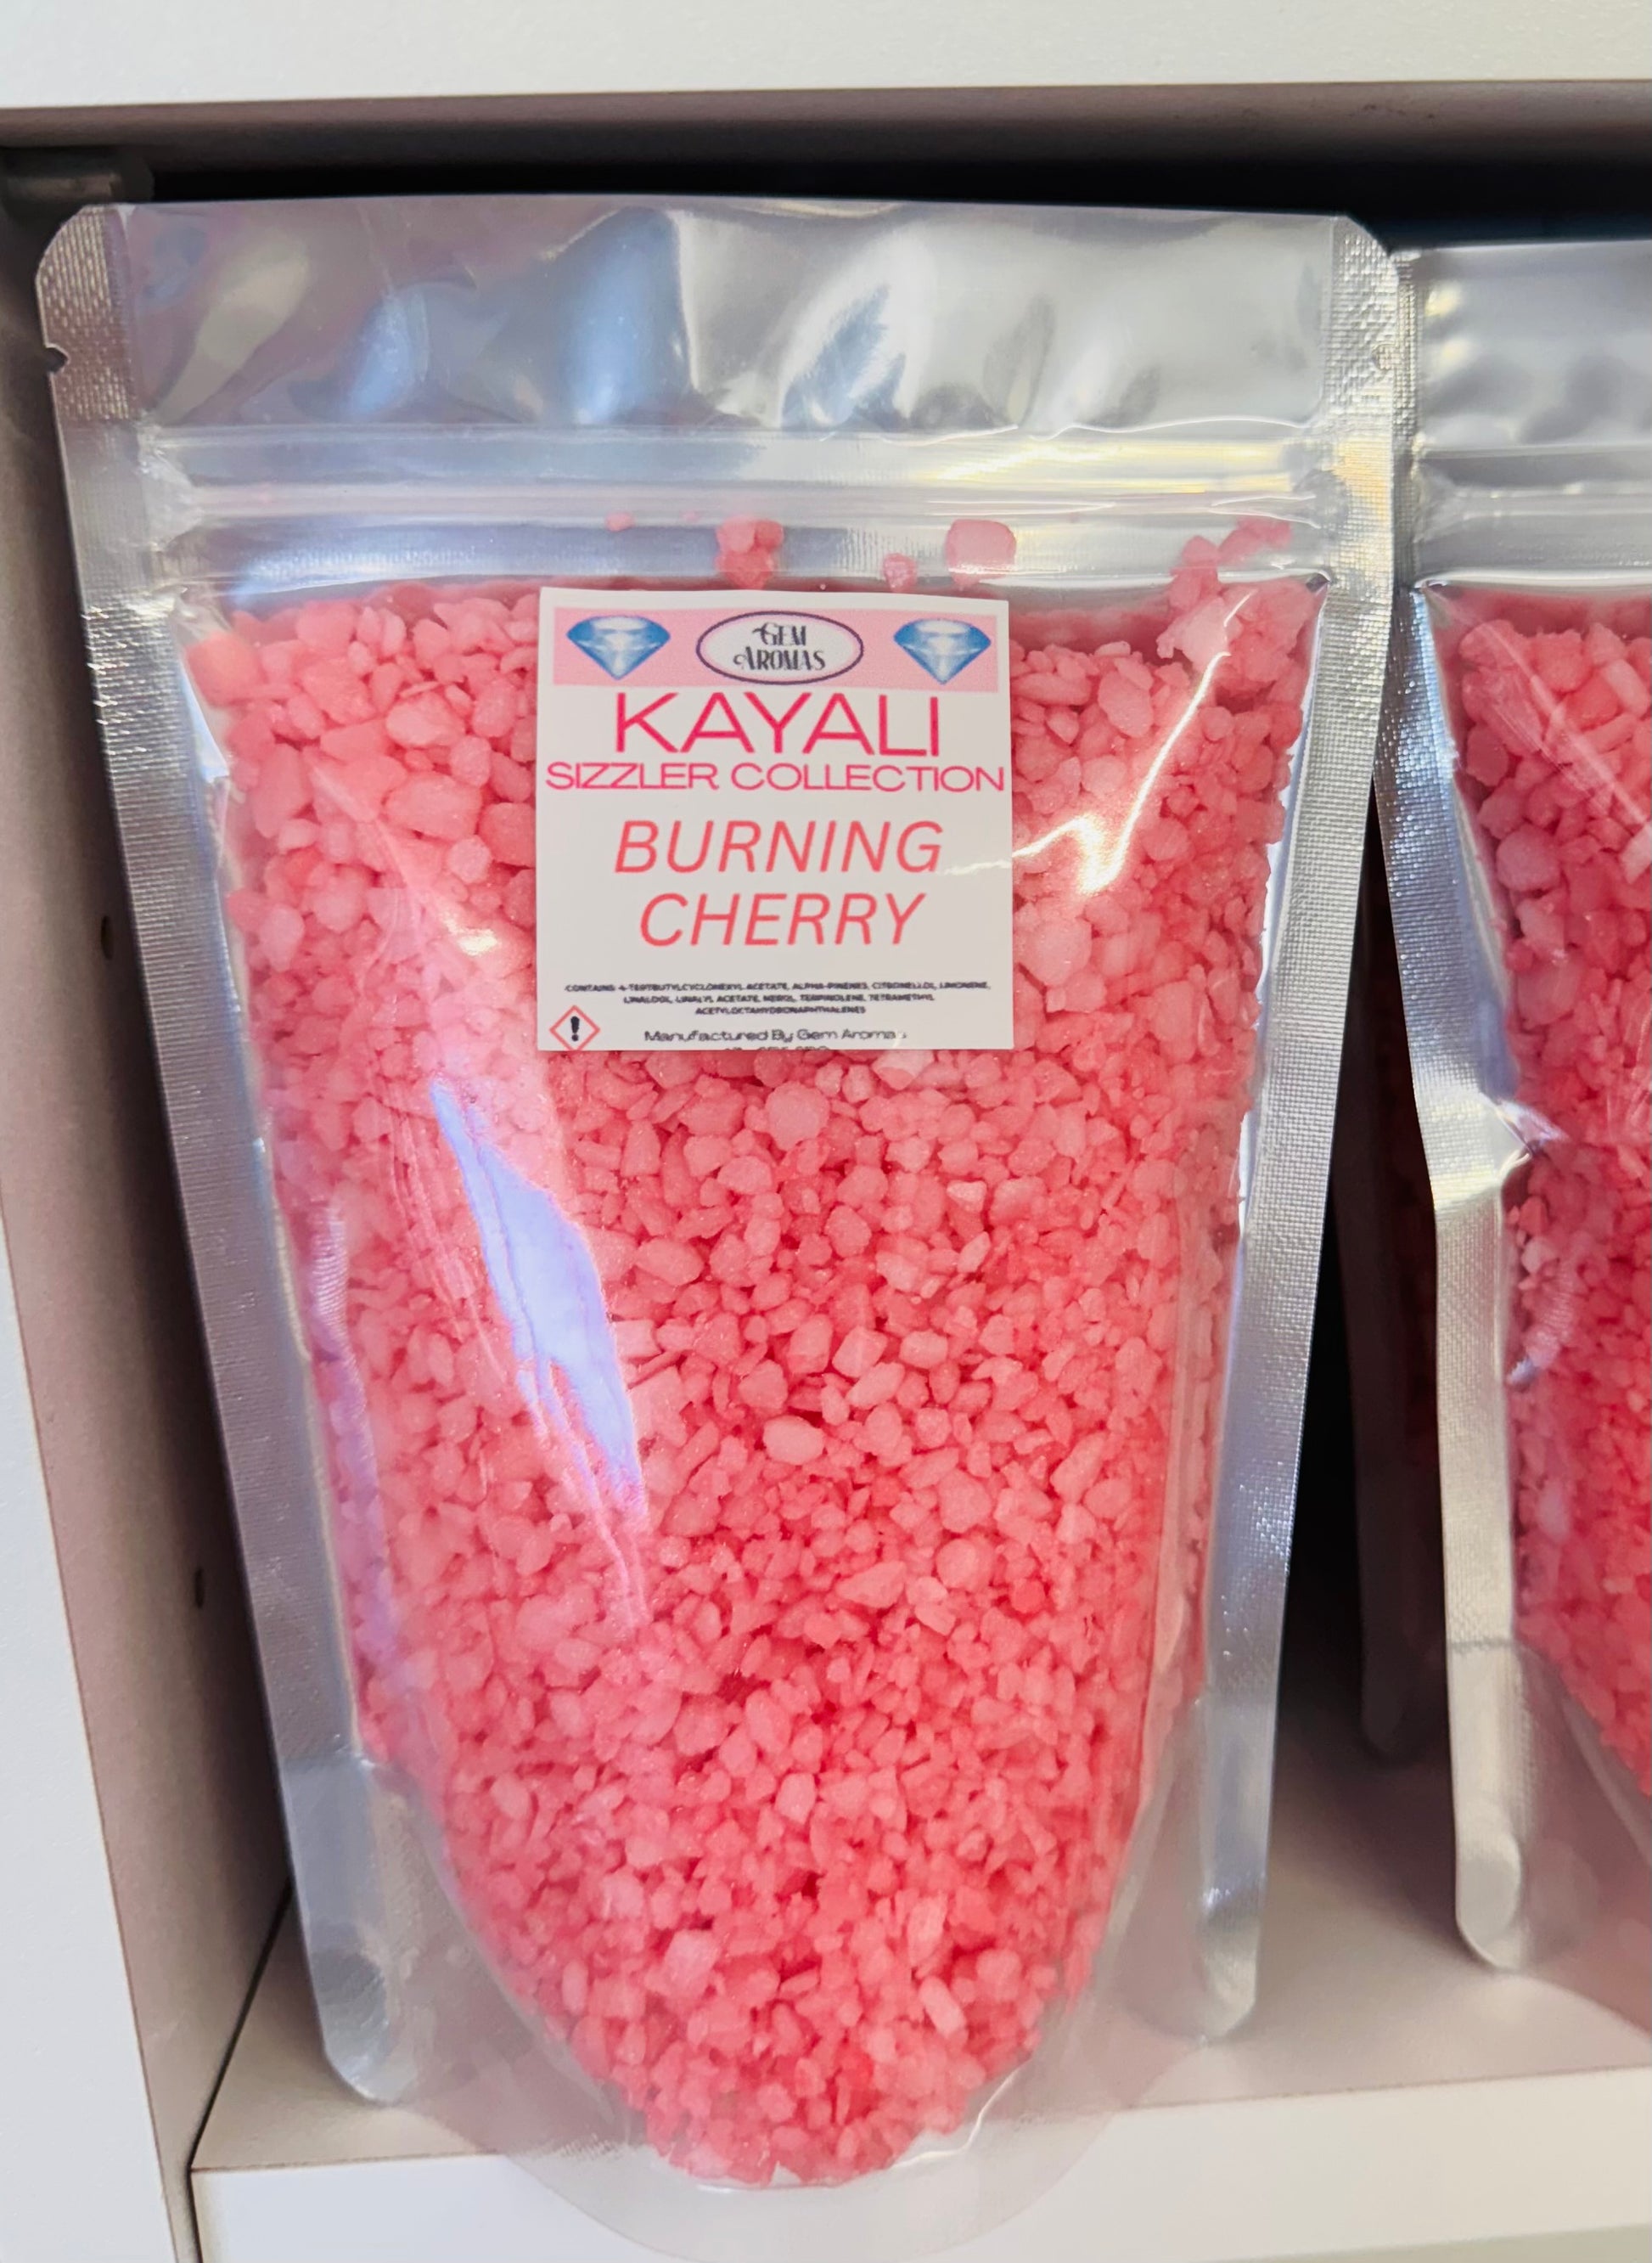 GEM
AROMAS
KAYALI
SIZZLER COLLECTION
BURNING
CHERRY
CONTAINS: 4-TERTBUTYLCYCLOHEXYL ACETATE, ALPHA-PINENES, CITRONELLOL, LIMONENE,
LINALOOL, LINALYL ACETATE, NEROL, TERPINOLENE, TETRAMETHYL
ACETYLOCTAHYDRONAPHTHALENES
Manufactured By Gem Aromas